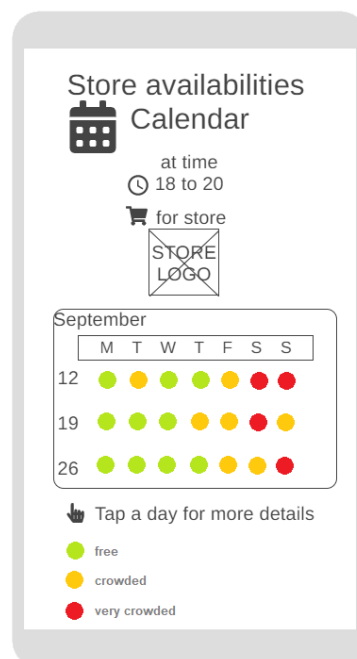 Store availabilities
Calendar
at time
18 to 20
for store
STORE
LOGO
September
M T W T F S S
12
19
26
Tap a day for more details
free
crowded
very crowded